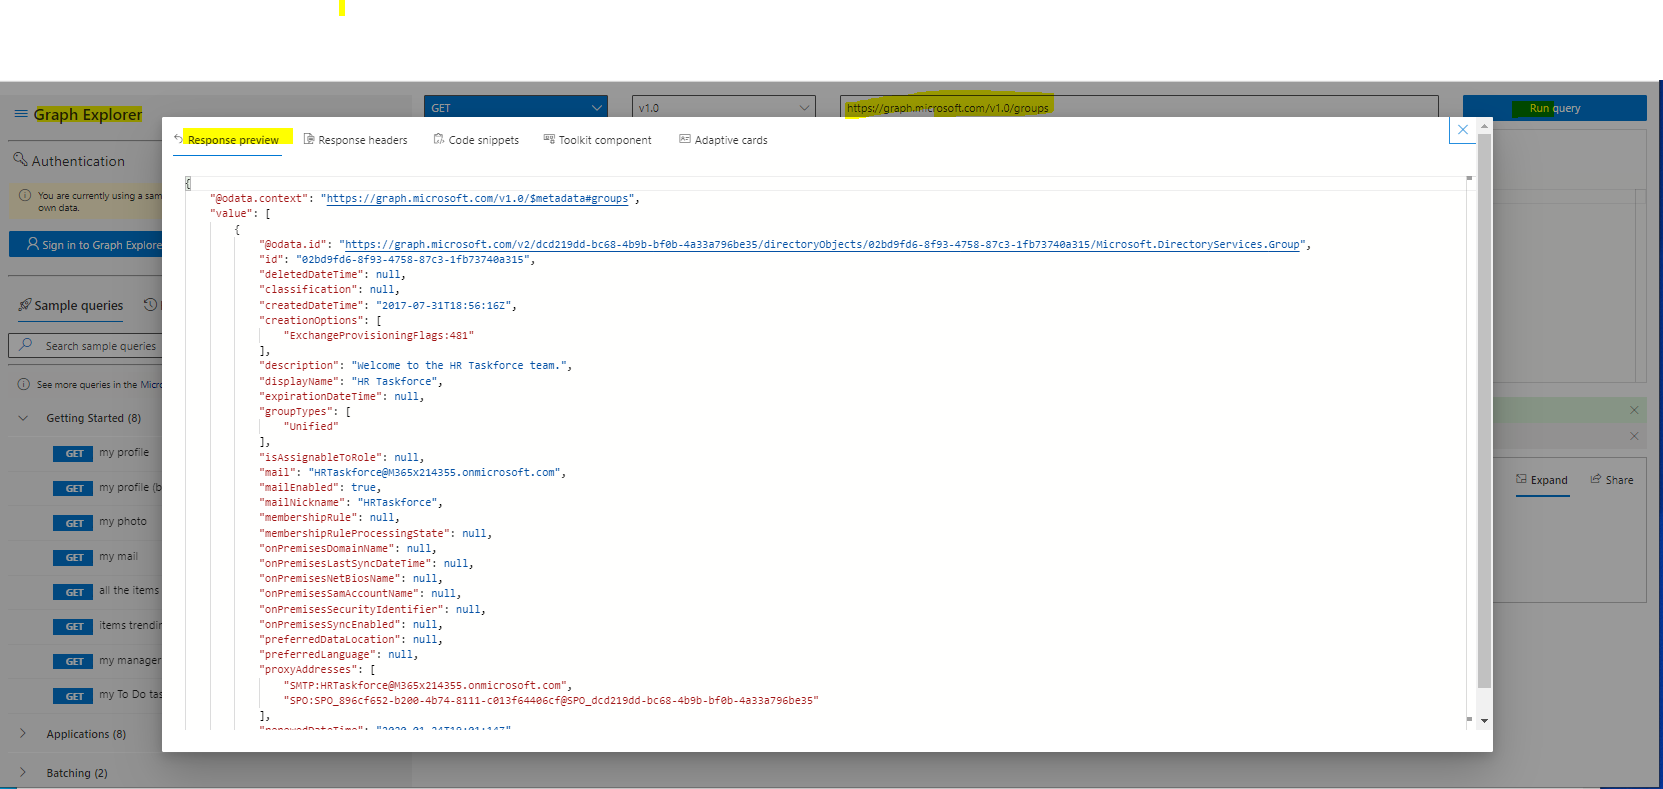 Graph Explorer
GET
v1.0
https://graph.microsoft.com/v1.0/groups
Run query
Response preview
Response headers
Code snippets
Toolkit component
Adaptive cards
Authentication
You are currently using a sam
own data.
Sign in to Graph Explore
Sample queries
Search sample queries
See more queries in the Micro
Getting Started (8)
GET my profile
GET my profile (b
GET my photo
GET my mail
GET all the items
GET items trendin
GET my manager
GET my To Do tas
Applications (8)
Batching (2)
{
"@odata.context": "https://graph.microsoft.com/v1.0/$metadata#groups",
"value": [
{
"@odata.id": "https://graph.microsoft.com/v2/dcd219dd-bc68-4b9b-bf0b-4a33a796be35/directoryObjects/02bd9fd6-8f93-4758-87c3-1fb73740a315/Microsoft.DirectoryServices.Group",
"id": "02bd9fd6-8f93-4758-87c3-1fb73740a315",
"deletedDateTime": null,
"classification": null,
"createdDateTime": "2017-07-31T18:56:16Z",
"creationOptions": [
"ExchangeProvisioningFlags:481"
],
"description": "Welcome to the HR Taskforce team.",
"displayName": "HR Taskforce",
"expirationDateTime": null,
"groupTypes": [
"Unified"
],
"isAssignableToRole": null,
"mail": "HRTaskforce@M365x214355.onmicrosoft.com",
"mailEnabled": true,
"mailNickname": "HRTaskforce",
"membershipRule": null,
"membershipRuleProcessingState": null,
"onPremisesDomainName": null,
"onPremisesLastSyncDateTime": null,
"onPremisesNetBiosName": null,
"onPremisesSamAccountName": null,
"onPremisesSecurityIdentifier": null,
"onPremisesSyncEnabled": null,
"preferredDataLocation": null,
"preferredLanguage": null,
"proxyAddresses": [
"SMTP:HRTaskforce@M365x214355.onmicrosoft.com",
"SPO:SPO_896cf652-b200-4b74-8111-c013f64406cf@SPO_dcd219dd-bc68-4b9b-bf0b-4a33a796be35"
],
Expand
Share